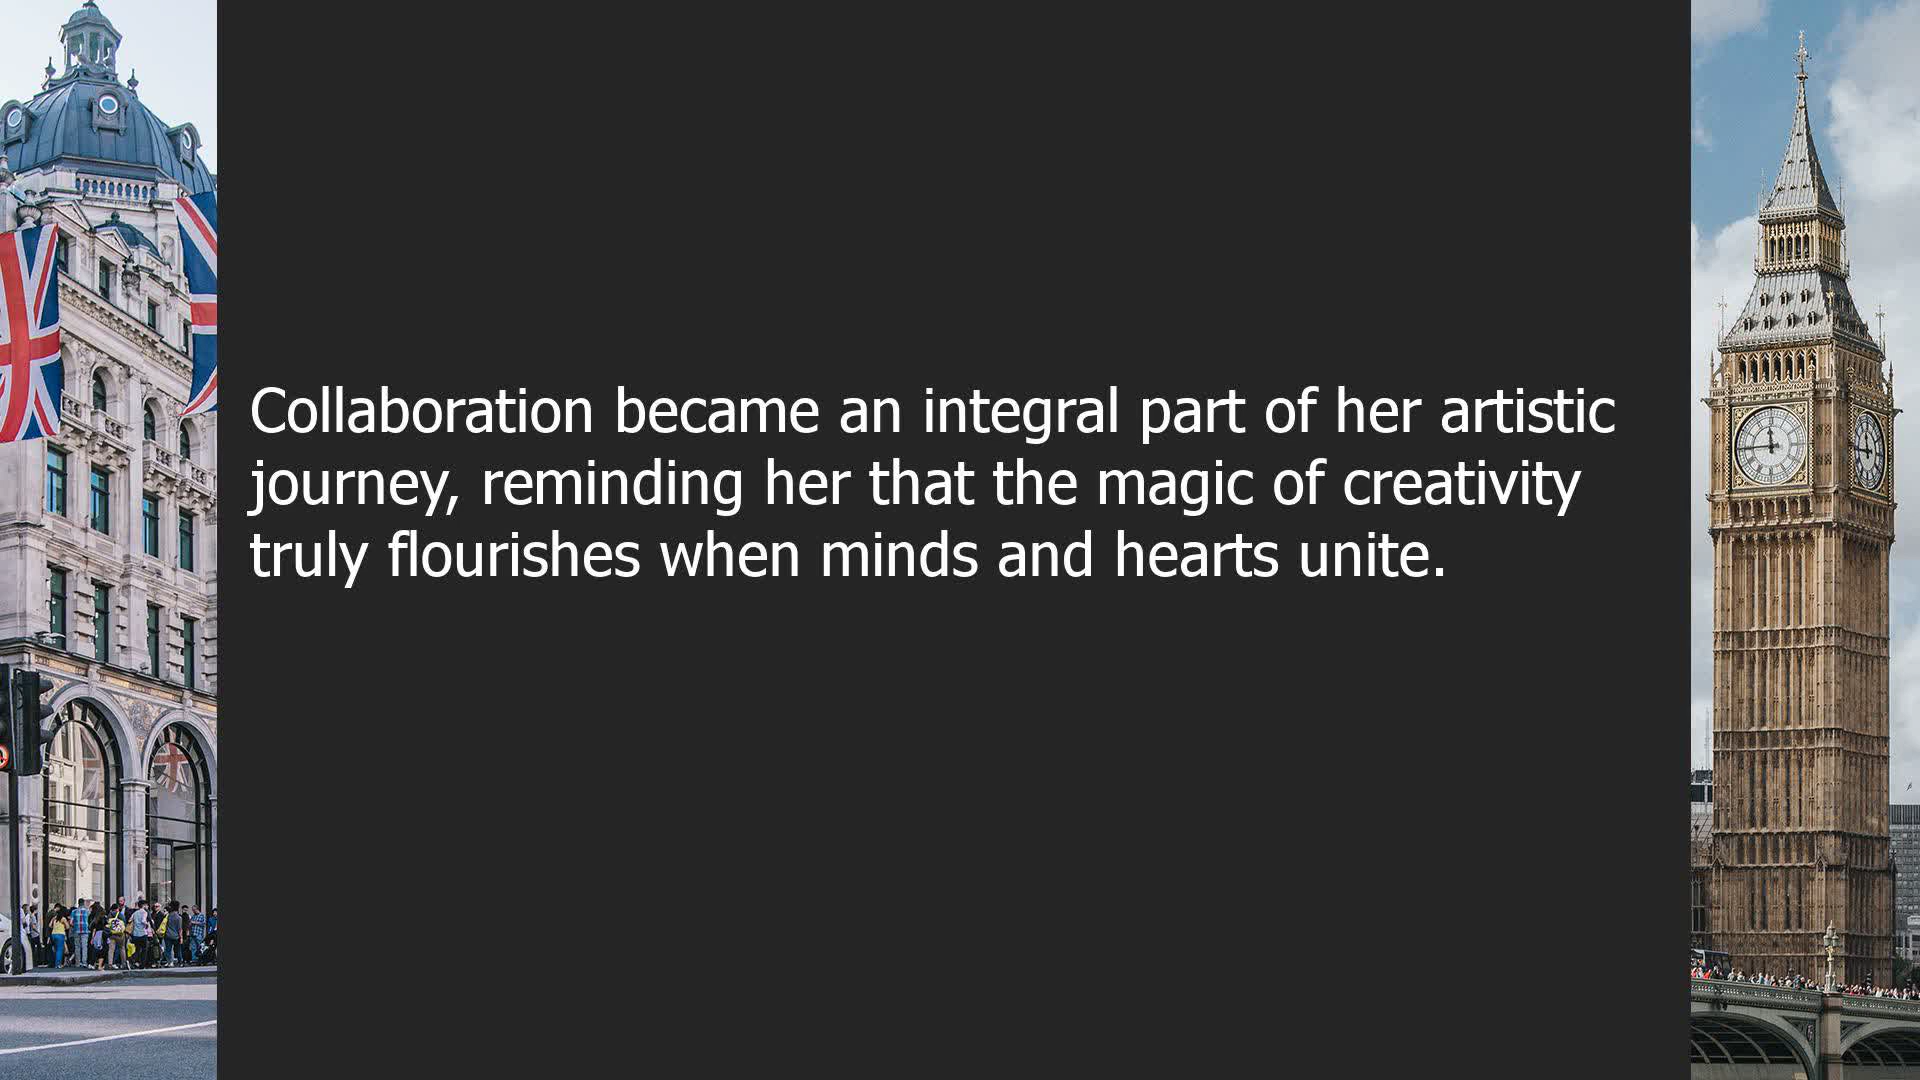 Collaboration became an integral part of her artistic
journey, reminding her that the magic of creativity
truly flourishes when minds and hearts unite.